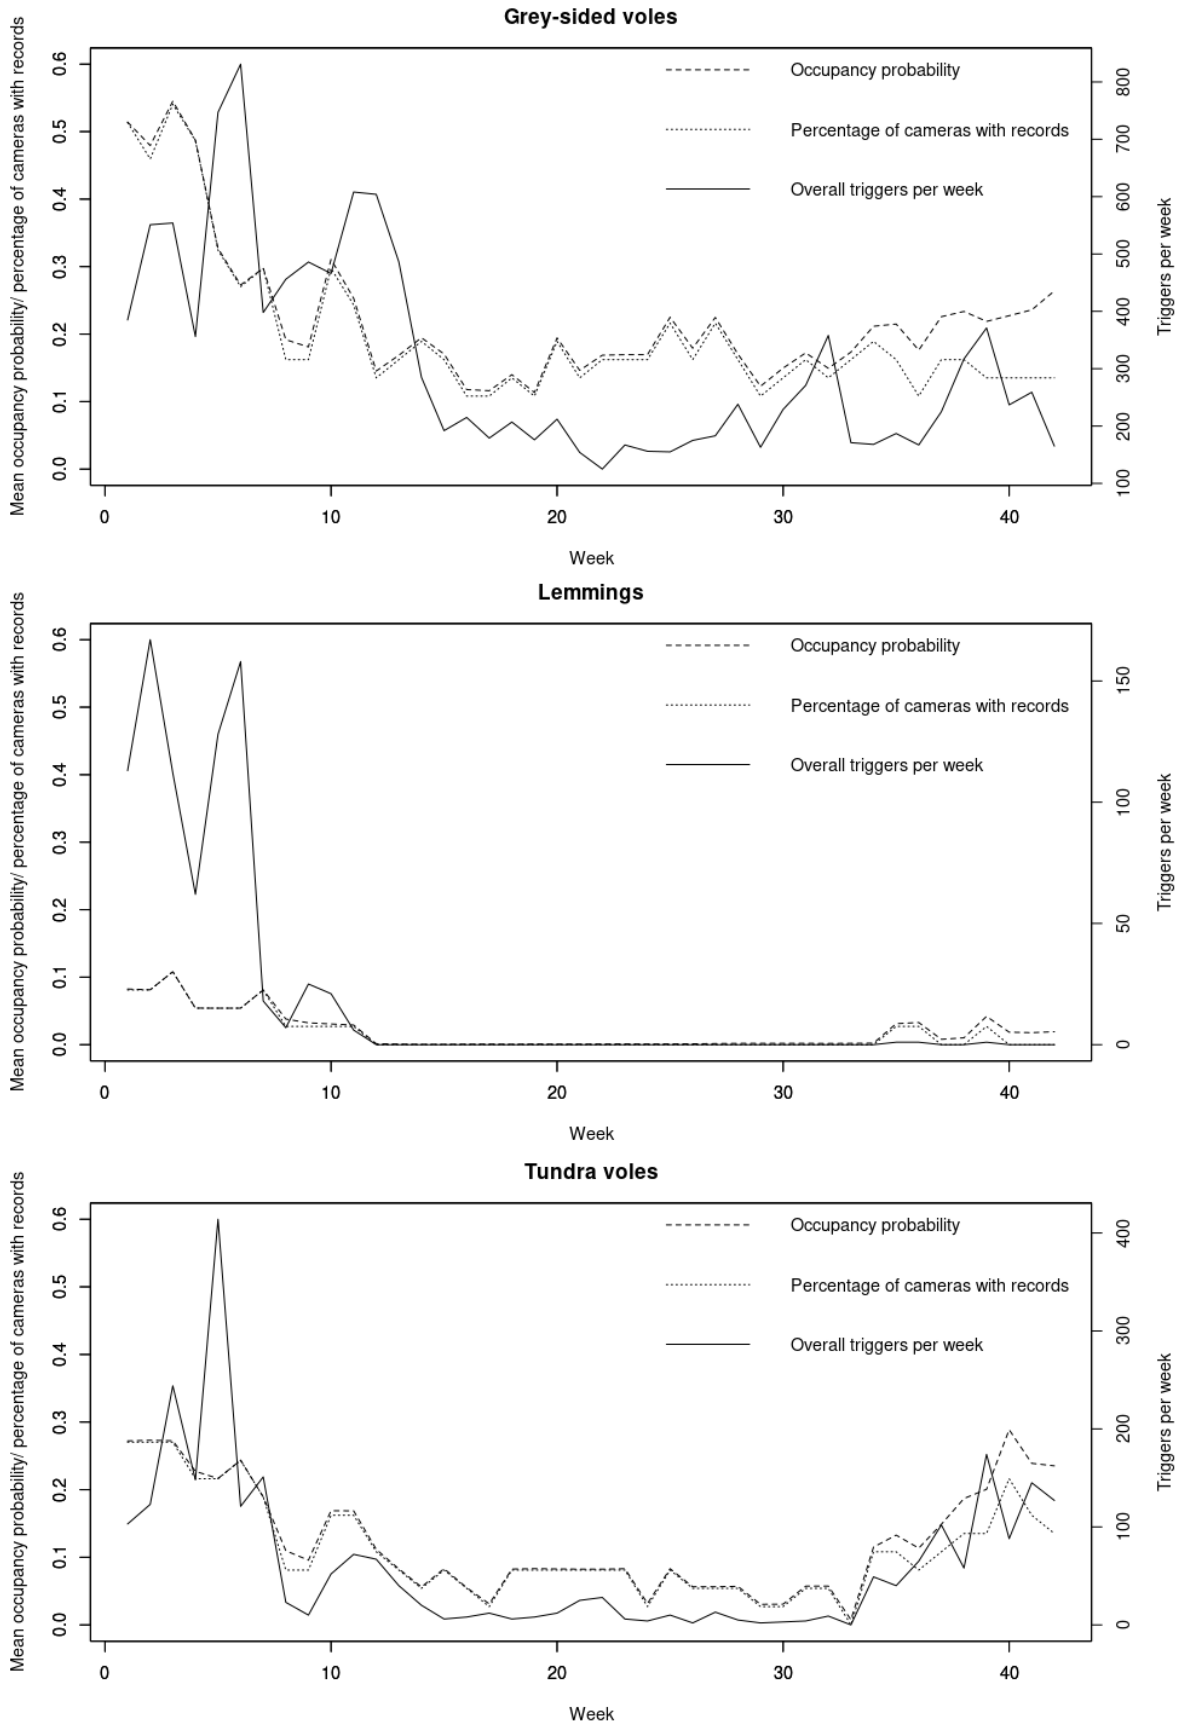 Grey-sided voles
Mean occupancy probability/ percentage of cameras with records
0.0 0.1 0.2 0.3 0.4 0.5 0.6
Occupancy probability
Percentage of cameras with records
Overall triggers per week
100 200 300 400 500 600 700 800
Triggers per week
0 10 20 30 40
Week
Lemmings
Mean occupancy probability/ percentage of cameras with records
0.0 0.1 0.2 0.3 0.4 0.5 0.6
Occupancy probability
Percentage of cameras with records
Overall triggers per week
0 50 100 150
Triggers per week
0 10 20 30 40
Week
Tundra voles
Mean occupancy probability/ percentage of cameras with records
0.0 0.1 0.2 0.3 0.4 0.5 0.6
Occupancy probability
Percentage of cameras with records
Overall triggers per week
0 100 200 300 400
Triggers per week
0 10 20 30 40
Week